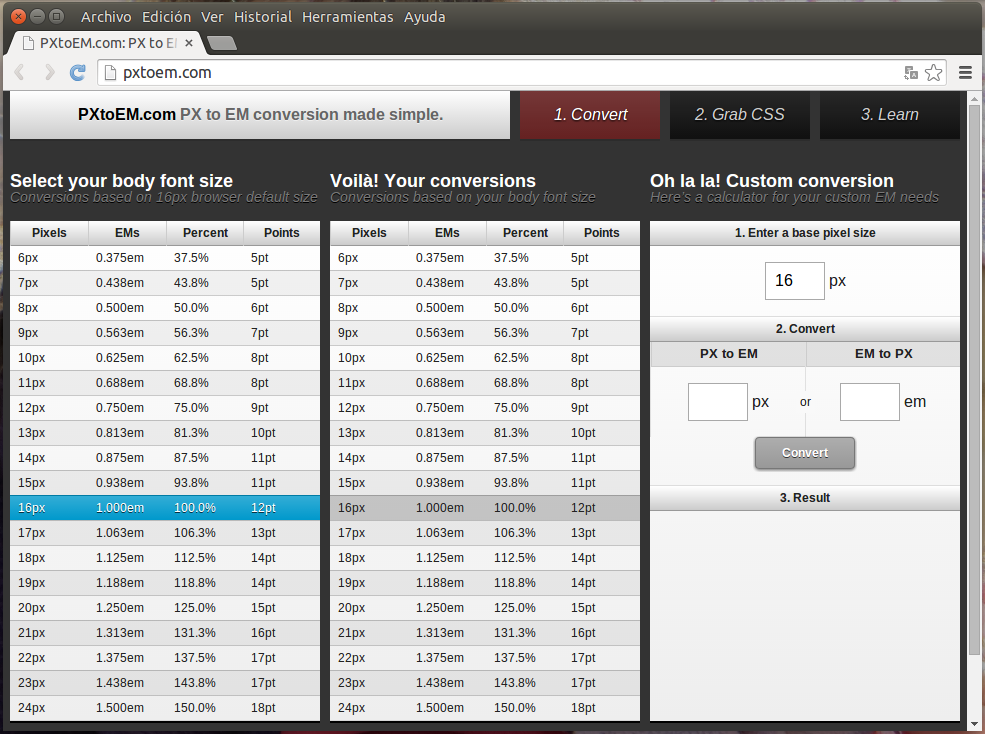 Archivo Edición Ver Historial Herramientas Ayuda
PXtoEM.com: PX to E
pxtoem.com
PXtoEM.com PX to EM conversion made simple.
1. Convert
2. Grab CSS
3. Learn
Select your body font size
Conversions based on 16px browser default size
Pixels EMs Percent Points
6px 0.375em 37.5% 5pt
7px 0.438em 43.8% 5pt
8px 0.500em 50.0% 6pt
9px 0.563em 56.3% 7pt
10px 0.625em 62.5% 8pt
11px 0.688em 68.8% 8pt
12px 0.750em 75.0% 9pt
13px 0.813em 81.3% 10pt
14px 0.875em 87.5% 11pt
15px 0.938em 93.8% 11pt
16px 1.000em 100.0% 12pt
17px 1.063em 106.3% 13pt
18px 1.125em 112.5% 14pt
19px 1.188em 118.8% 14pt
20px 1.250em 125.0% 15pt
21px 1.313em 131.3% 16pt
22px 1.375em 137.5% 17pt
23px 1.438em 143.8% 17pt
24px 1.500em 150.0% 18pt
Voilà! Your conversions
Conversions based on your body font size
Pixels EMs Percent Points
6px 0.375em 37.5% 5pt
7px 0.438em 43.8% 5pt
8px 0.500em 50.0% 6pt
9px 0.563em 56.3% 7pt
10px 0.625em 62.5% 8pt
11px 0.688em 68.8% 8pt
12px 0.750em 75.0% 9pt
13px 0.813em 81.3% 10pt
14px 0.875em 87.5% 11pt
15px 0.938em 93.8% 11pt
16px 1.000em 100.0% 12pt
17px 1.063em 106.3% 13pt
18px 1.125em 112.5% 14pt
19px 1.188em 118.8% 14pt
20px 1.250em 125.0% 15pt
21px 1.313em 131.3% 16pt
22px 1.375em 137.5% 17pt
23px 1.438em 143.8% 17pt
24px 1.500em 150.0% 18pt
Oh la la! Custom conversion
Here's a calculator for your custom EM needs
1. Enter a base pixel size
16 px
2. Convert
PX to EM EM to PX
px or em
Convert
3. Result